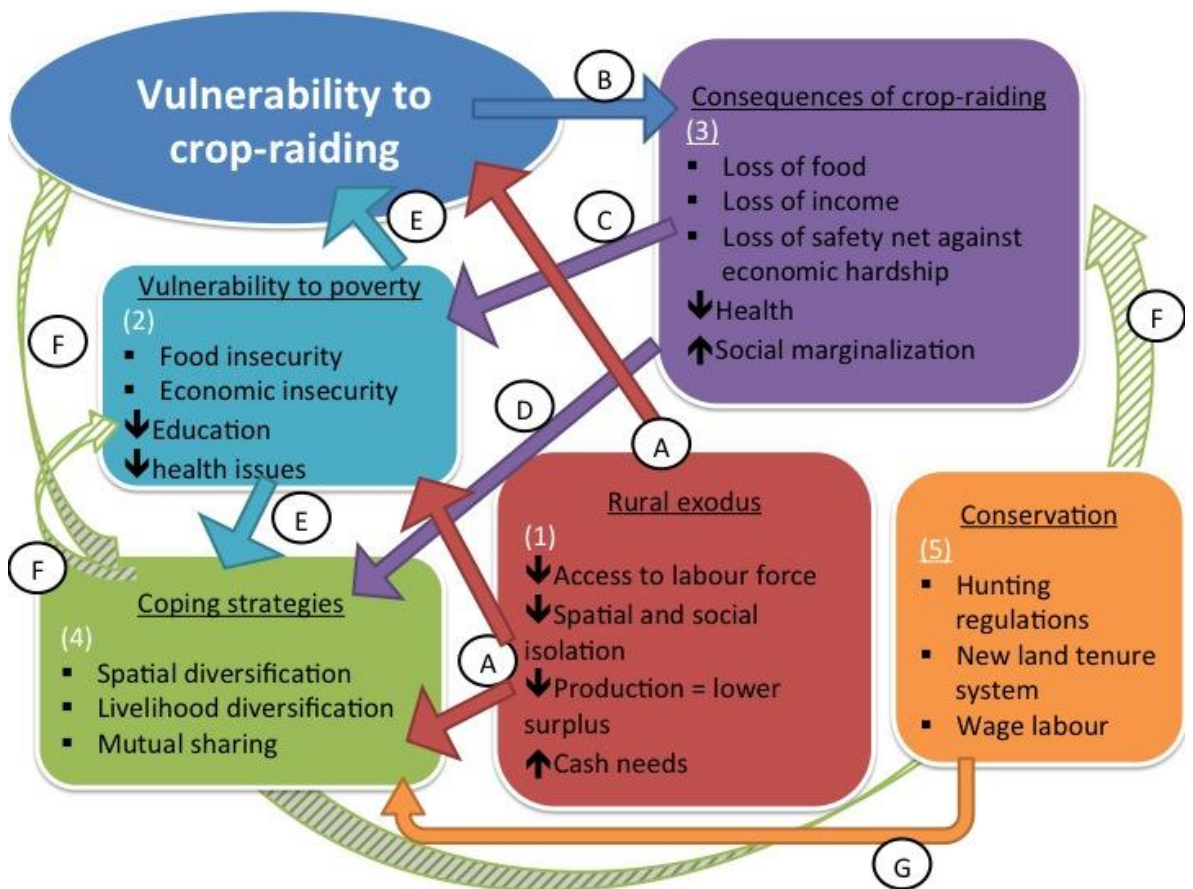 Vulnerability to
crop-raiding
B
Consequences of crop-raiding
(3)
▪ Loss of food
▪ Loss of income
▪ Loss of safety net against
economic hardship
↓Health
↑Social marginalization
E
C
F
Vulnerability to poverty
(2)
▪ Food insecurity
▪ Economic insecurity
↓Education
↓health issues
F
D
A
E
Rural exodus
(1)
↓Access to labour force
↓Spatial and social
isolation
↓Production = lower
surplus
↑Cash needs
Conservation
(5)
▪ Hunting
regulations
▪ New land tenure
system
▪ Wage labour
F
Coping strategies
(4)
▪ Spatial diversification
▪ Livelihood diversification
▪ Mutual sharing
A
G